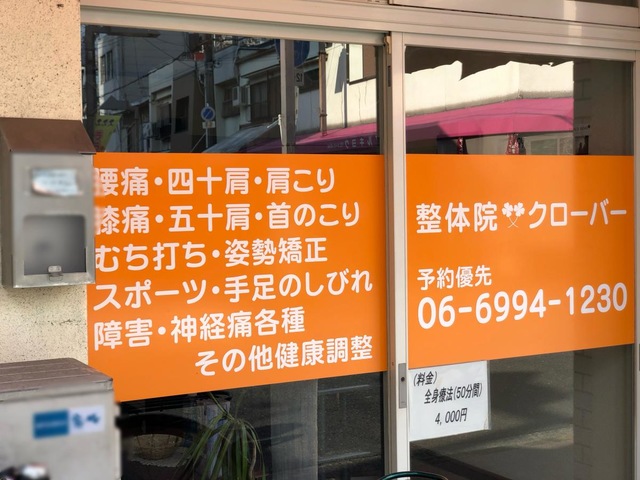 腰痛・四十肩・肩こり
膝痛・五十肩・首のこり
むち打ち・姿勢矯正
スポーツ・手足のしびれ
障害・神経痛各種
その他健康調整
整体院クローバー
予約優先
06-6994-1230
(料金)
全身療法(50分間)
4,000円